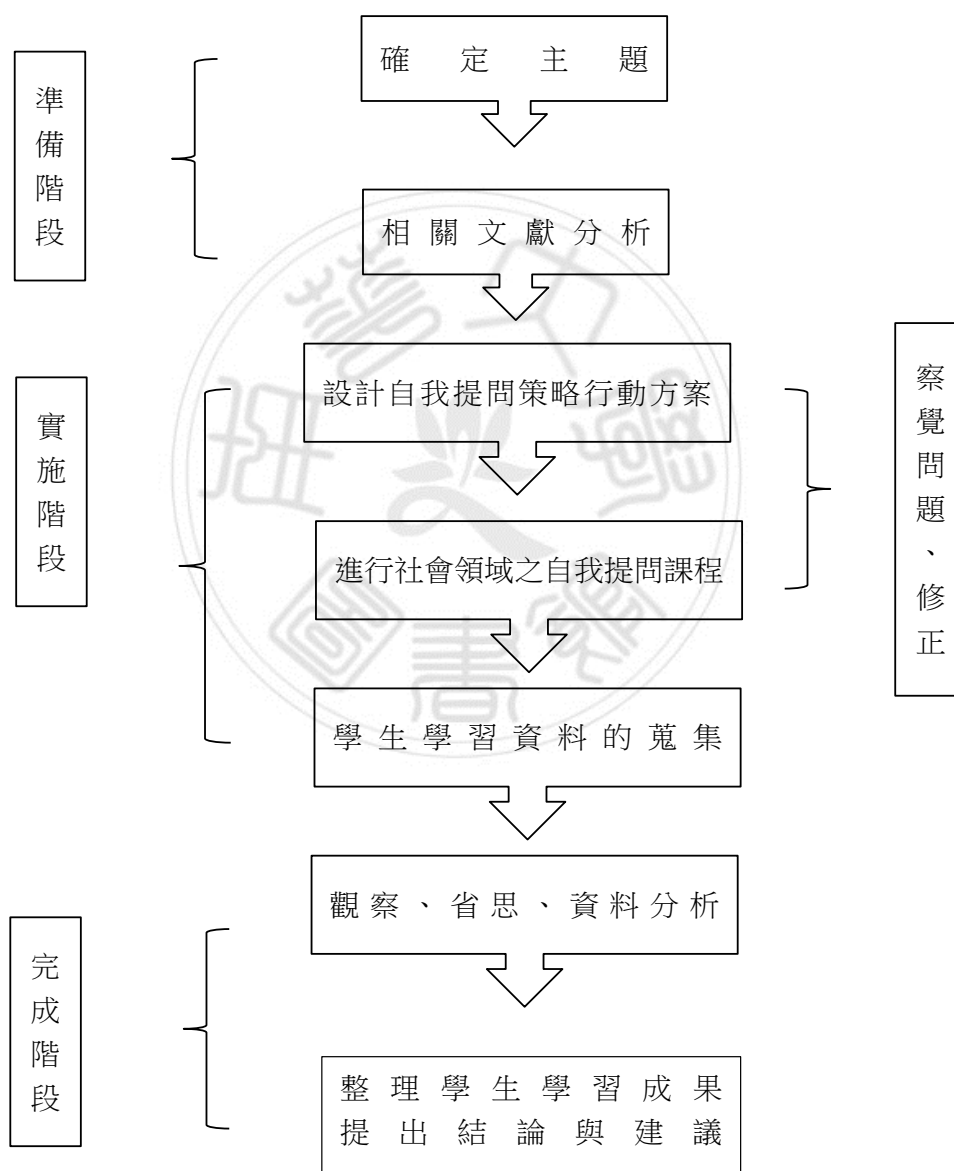 準備階段
確定主題
相關文獻分析
實施階段
設計自我提問策略行動方案
進行社會領域之自我提問課程
學生學習資料的蒐集
察覺問題、修正
完成階段
觀察、省思、資料分析
整理學生學習成果
提出結論與建議